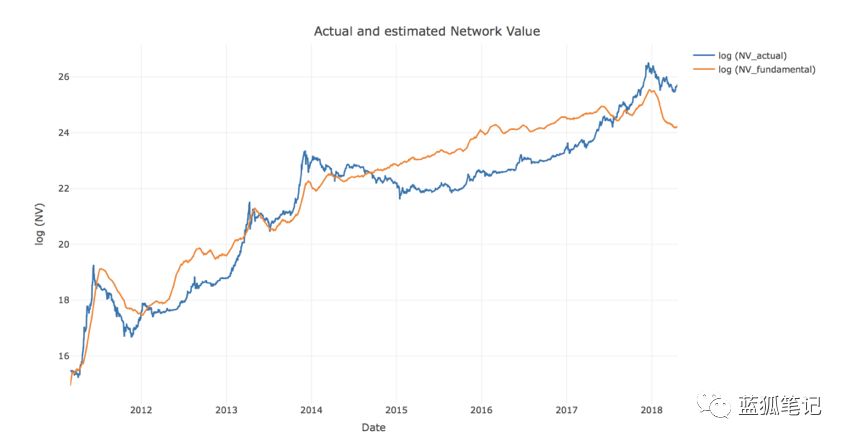 Actual and estimated Network Value
log (NV_actual)
log (NV_fundamental)
26
24
22
20
18
16
log (NV)
2012 2013 2014 2015 2016 2017 2018
Date
蓝狐笔记